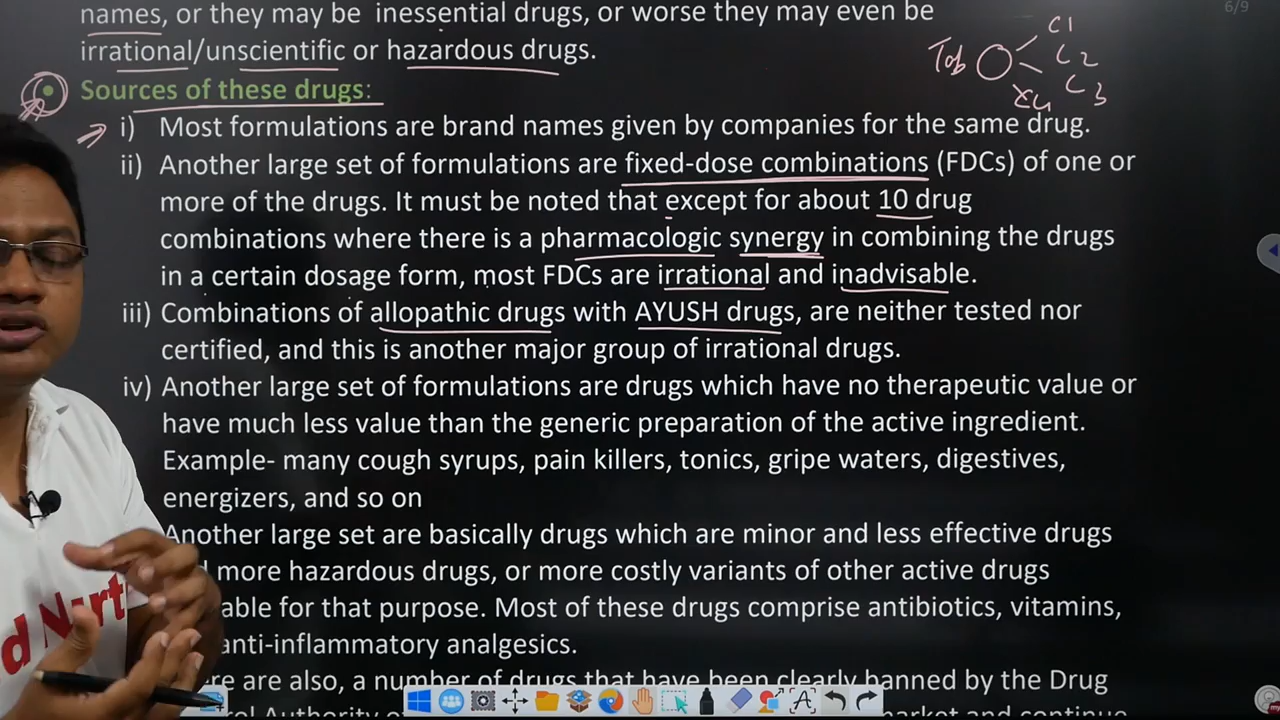 names, or they may be inessential drugs, or worse they may even be
6/9
irrational/unscientific or hazardous drugs.
Tab
C1
C2
C3
Sources of these drugs:
i) Most formulations are brand names given by companies for the same drug.
ii) Another large set of formulations are fixed-dose combinations (FDCs) of one or
more of the drugs. It must be noted that except for about 10 drug
combinations where there is a pharmacologic synergy in combining the drugs
in a certain dosage form, most FDCs are irrational and inadvisable.
iii) Combinations of allopathic drugs with AYUSH drugs, are neither tested nor
certified, and this is another major group of irrational drugs.
iv) Another large set of formulations are drugs which have no therapeutic value or
have much less value than the generic preparation of the active ingredient.
Example- many cough syrups, pain killers, tonics, gripe waters, digestives,
energizers, and so on
Another large set are basically drugs which are minor and less effective drugs
more hazardous drugs, or more costly variants of other active drugs
able for that purpose. Most of these drugs comprise antibiotics, vitamins,
anti-inflammatory analgesics.
re are also, a number of drugs that have been clearly banned by the Drug